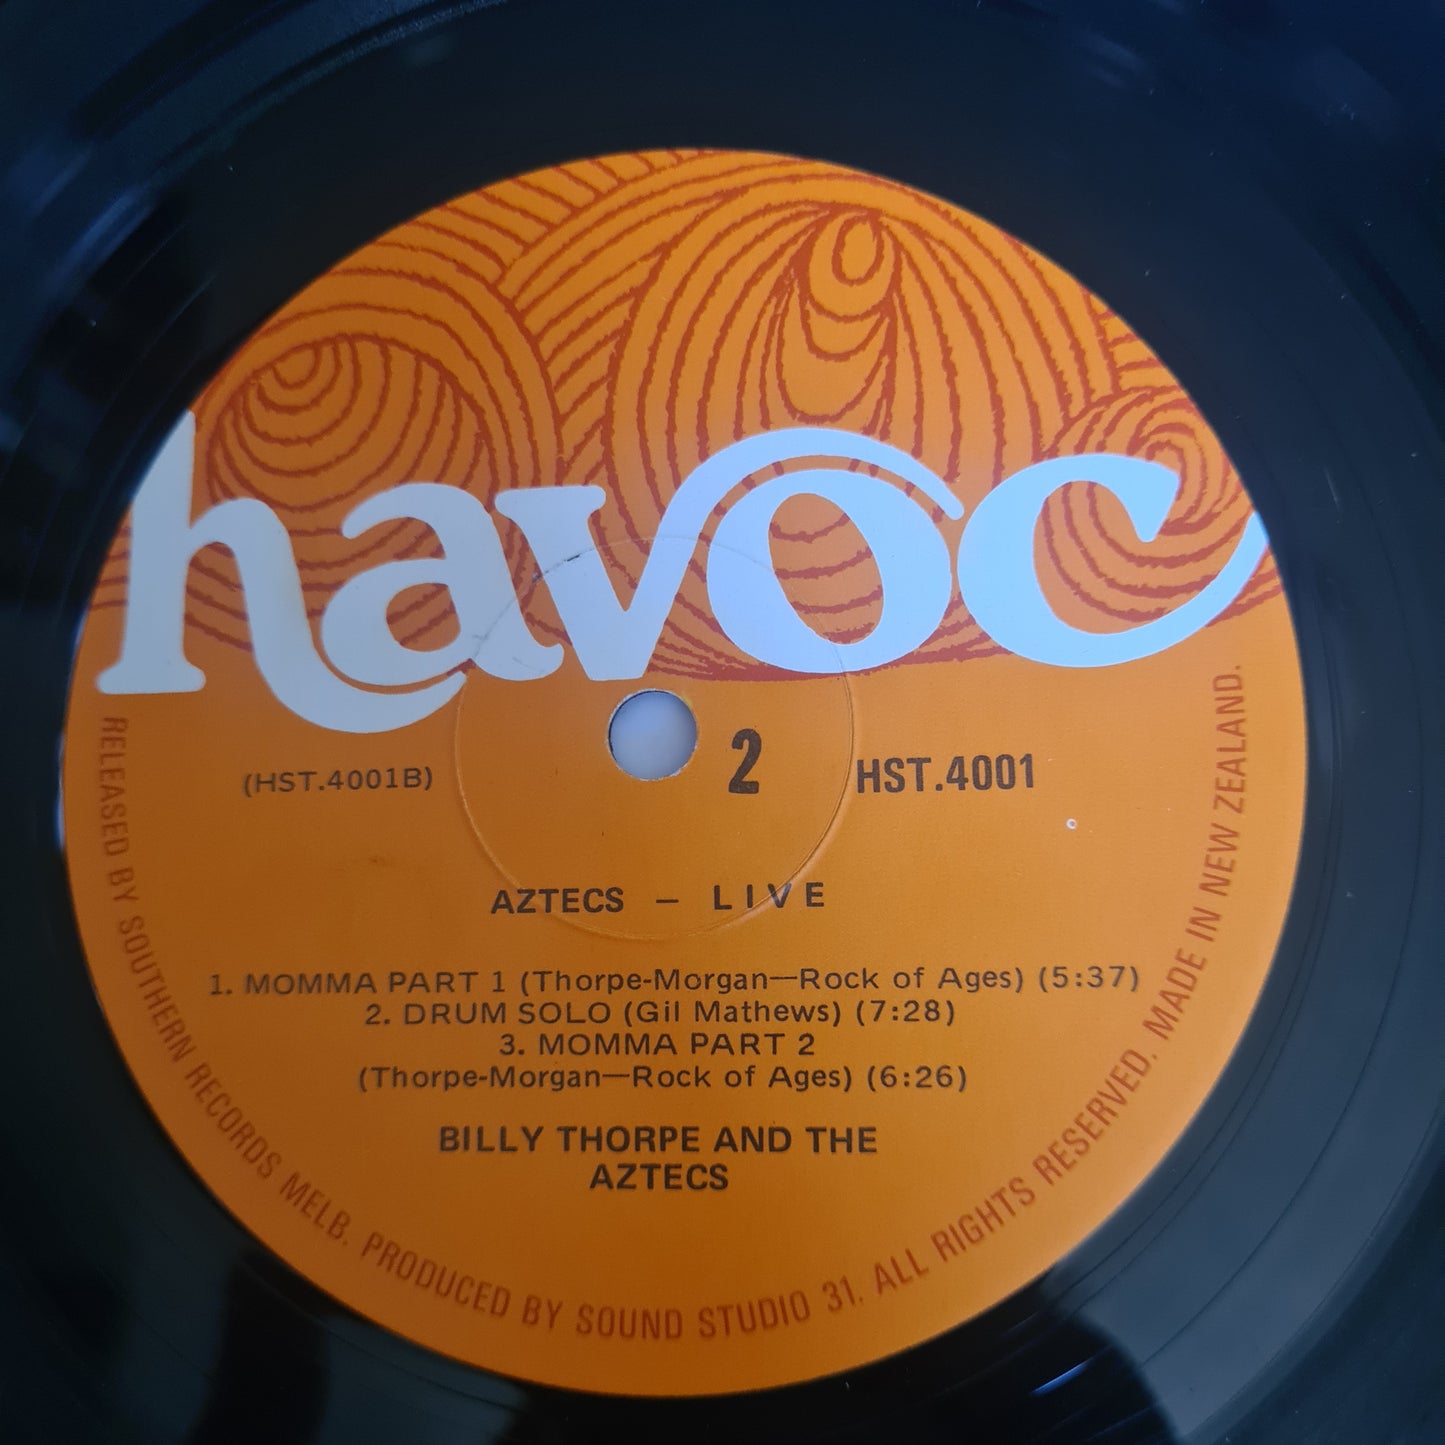 havoc
(HST.4001B)
2
HST.4001
AZTECS — LIVE
1. MOMMA PART 1 (Thorpe-Morgan—Rock of Ages) (5:37)
2. DRUM SOLO (Gil Mathews) (7:28)
3. MOMMA PART 2
(Thorpe-Morgan—Rock of Ages) (6:26)
BILLY THORPE AND THE
AZTECS
RELEASED BY SOUTHERN RECORDS MELB. PRODUCED BY SOUND STUDIO 31. ALL RIGHTS RESERVED. MADE IN NEW ZEALAND.